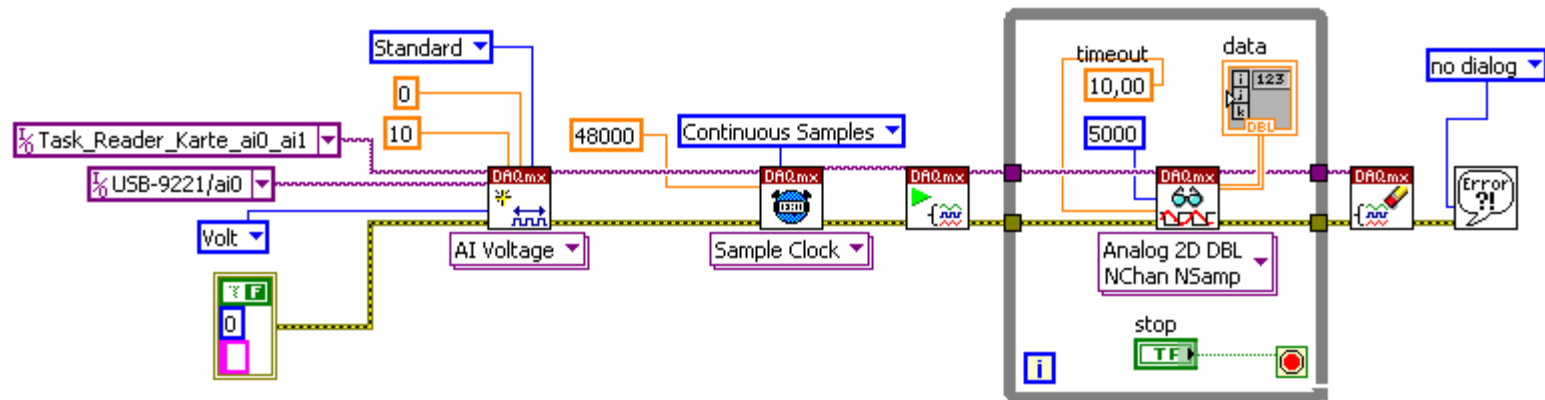 Standard
0
10
Task_Reader_Karte_ai0_ai1
USB-9221/ai0
Volt
F
0
DAQmx
AI Voltage
48000
Continuous Samples
DAQmx
Sample Clock
DAQmx
timeout
10,00
5000
data
i
123
j
k
DBL
DAQmx
Analog 2D DBL
NChan NSamp
stop
TF
i
DAQmx
no dialog
Error
?!